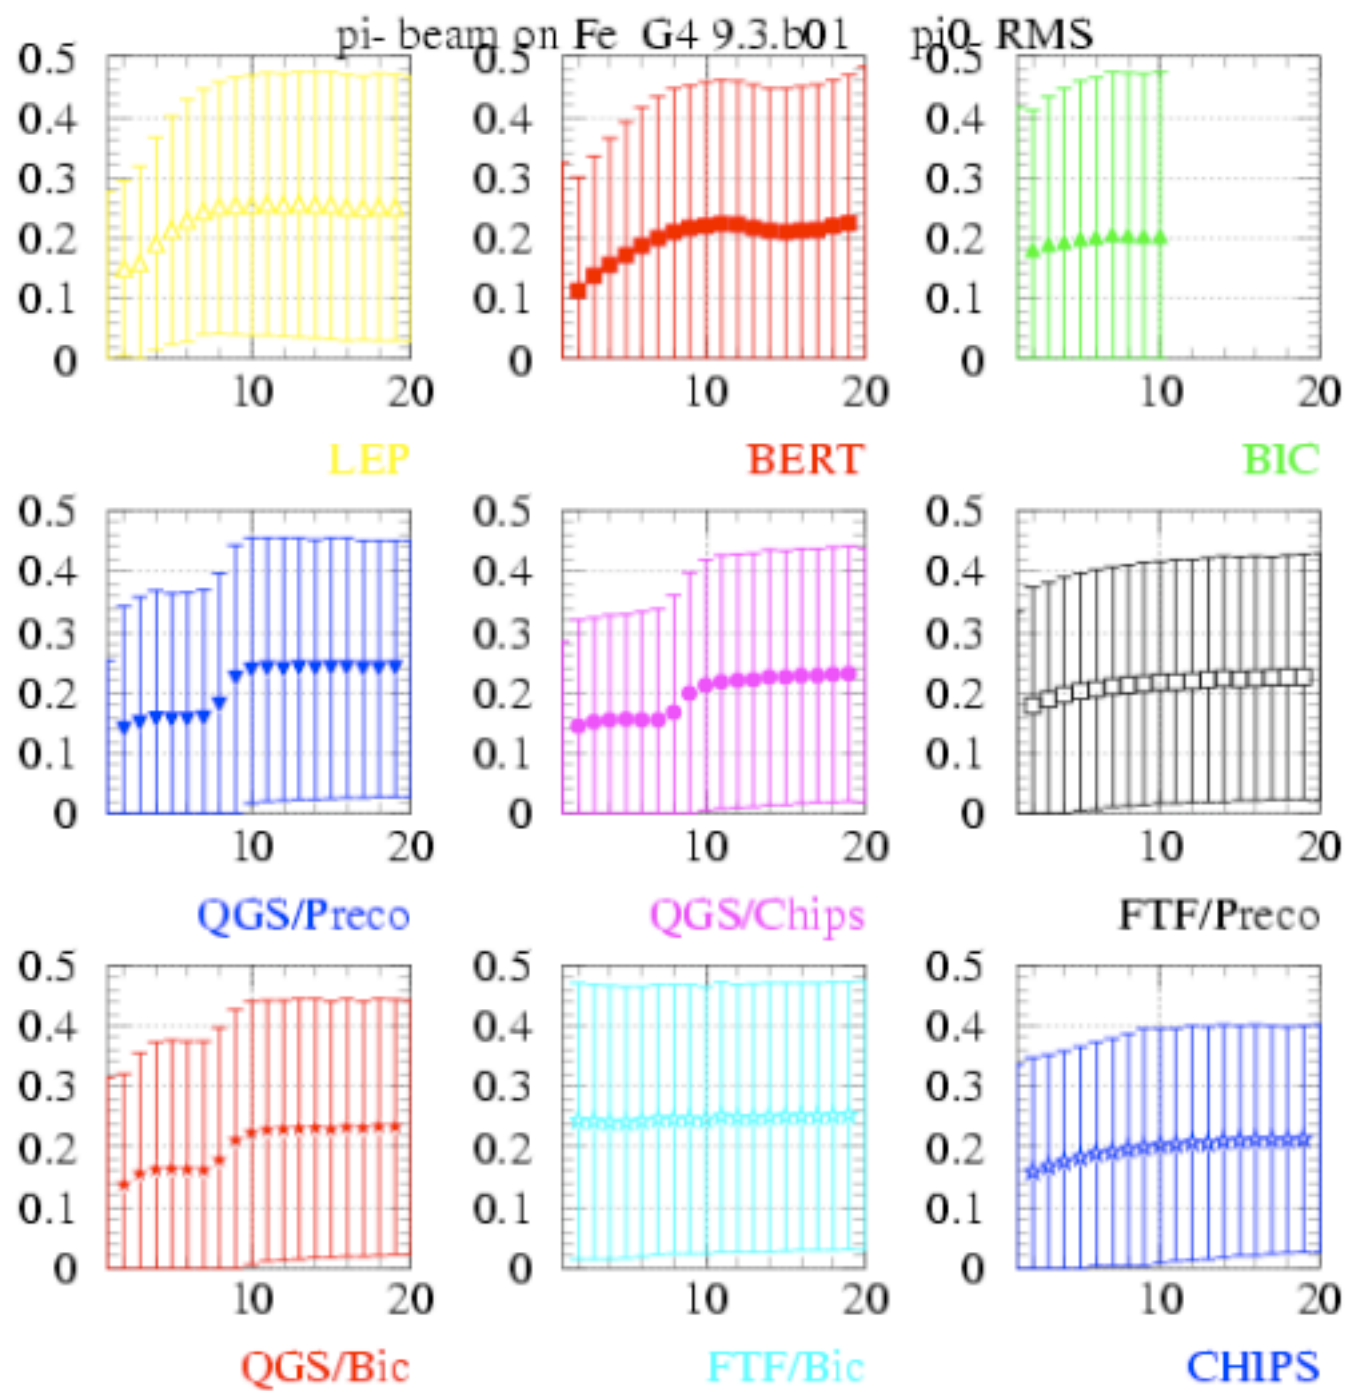 pi- beam on Fe G4 9.3.b01 pi0- RMS
0.5 0.5 0.5
0.4 0.4 0.4
0.3 0.3 0.3
0.2 0.2 0.2
0.1 0.1 0.1
0 0 0
10 20 10 20 10 20
LEP BERT BIC
0.5 0.5 0.5
0.4 0.4 0.4
0.3 0.3 0.3
0.2 0.2 0.2
0.1 0.1 0.1
0 0 0
10 20 10 20 10 20
QGS/Preco QGS/Chips FTF/Preco
0.5 0.5 0.5
0.4 0.4 0.4
0.3 0.3 0.3
0.2 0.2 0.2
0.1 0.1 0.1
0 0 0
10 20 10 20 10 20
QGS/Bic FTF/Bic CHIPS